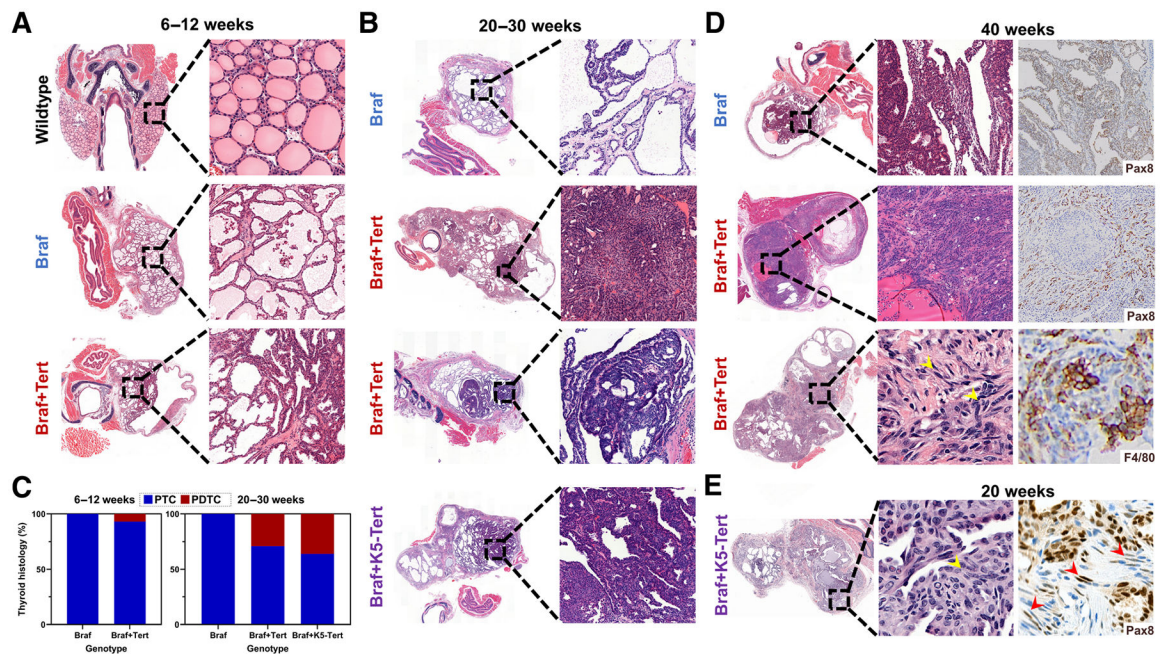 A
6–12 weeks
Wildtype
Braf
Braf+Tert
B
20–30 weeks
Braf
Braf+Tert
Braf+Tert
Braf+K5-Tert
C
6–12 weeks
PTC
PDTC
20–30 weeks
Thyroid histology (%)
100
50
0
Braf
Braf+Tert
Genotype
100
50
0
Braf
Braf+Tert
Braf+K5-Tert
Genotype
D
40 weeks
Braf
Pax8
Braf+Tert
Pax8
Braf+Tert
F4/80
E
20 weeks
Braf+K5-Tert
Pax8